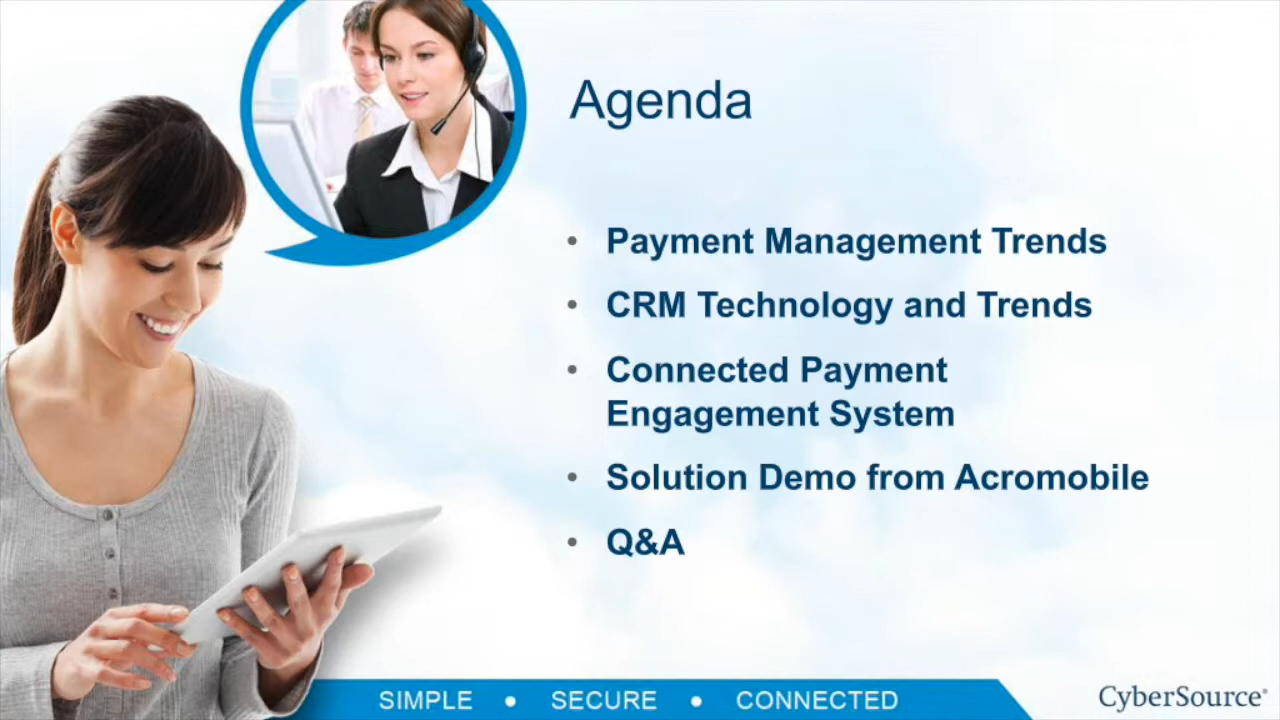 Agenda
• Payment Management Trends
• CRM Technology and Trends
• Connected Payment
Engagement System
• Solution Demo from Acromobile
• Q&A
SIMPLE • SECURE • CONNECTED
CyberSource®